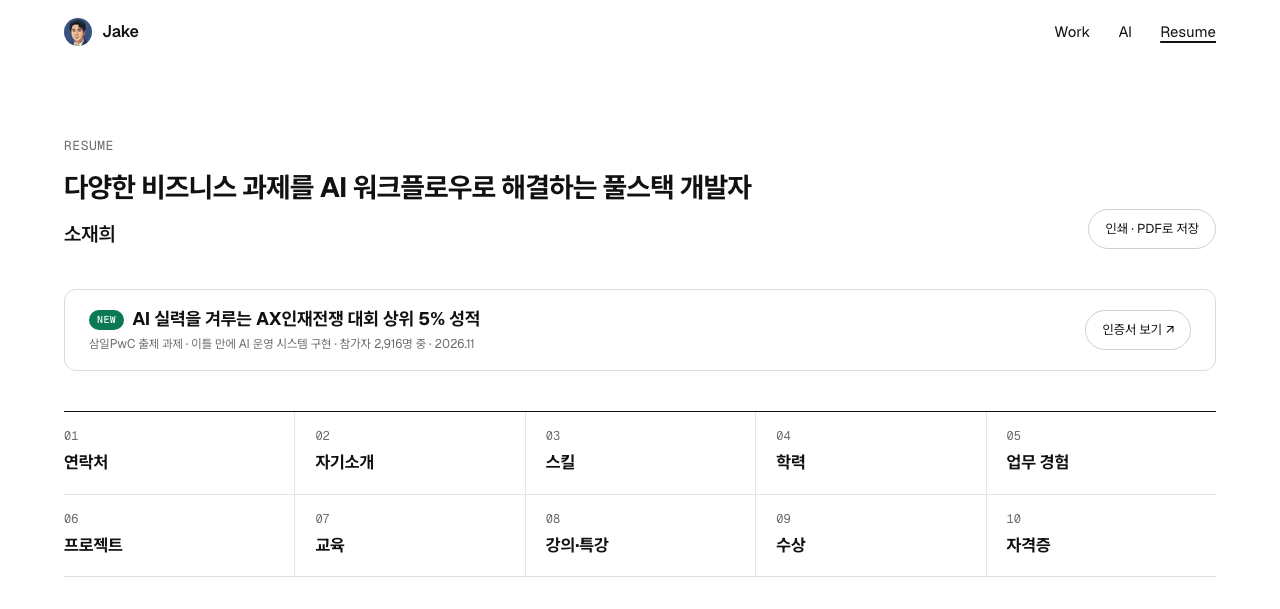 Jake
Work
AI
Resume
RESUME
다양한 비즈니스 과제를 AI 워크플로우로 해결하는 풀스택 개발자
소재희
인쇄 · PDF로 저장
NEW AI 실력을 겨루는 AX인재전쟁 대회 상위 5% 성적
삼일PwC 출제 과제 · 이틀 만에 AI 운영 시스템 구현 · 참가자 2,916명 중 · 2026.11
인증서 보기 ↗
01
연락처
02
자기소개
03
스킬
04
학력
05
업무 경험
06
프로젝트
07
교육
08
강의·특강
09
수상
10
자격증